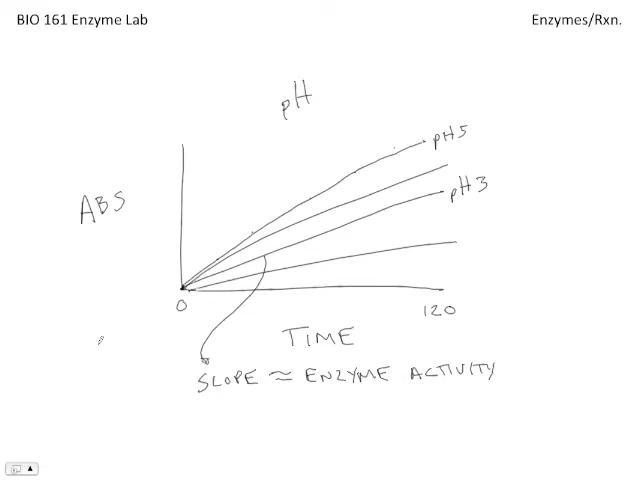 BIO 161 Enzyme Lab
Enzymes/Rxn.
pH
pH5
ABS
pH3
0
120
TIME
SLOPE ≈ ENZYME ACTIVITY